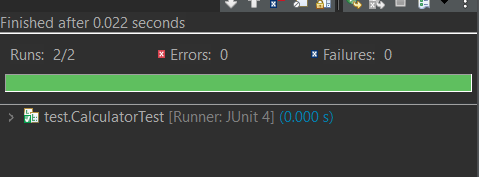 Finished after 0.022 seconds
Runs: 2/2 Errors: 0 Failures: 0
test.CalculatorTest [Runner: JUnit 4] (0.000 s)